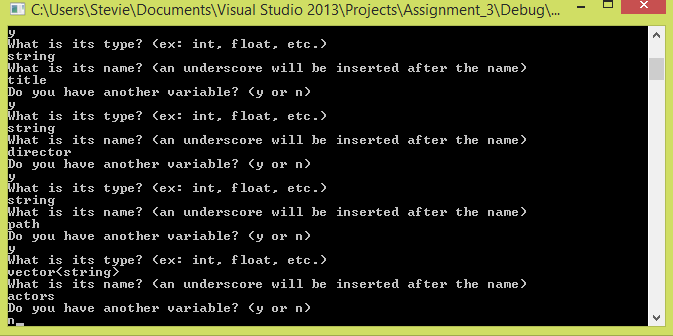 C:\Users\Stevie\Documents\Visual Studio 2013\Projects\Assignment_3\Debug\...
y
What is its type? (ex: int, float, etc.)
string
What is its name? (an underscore will be inserted after the name)
title
Do you have another variable? (y or n)
y
What is its type? (ex: int, float, etc.)
string
What is its name? (an underscore will be inserted after the name)
director
Do you have another variable? (y or n)
y
What is its type? (ex: int, float, etc.)
string
What is its name? (an underscore will be inserted after the name)
path
Do you have another variable? (y or n)
y
What is its type? (ex: int, float, etc.)
vector<string>
What is its name? (an underscore will be inserted after the name)
actors
Do you have another variable? (y or n)
n_